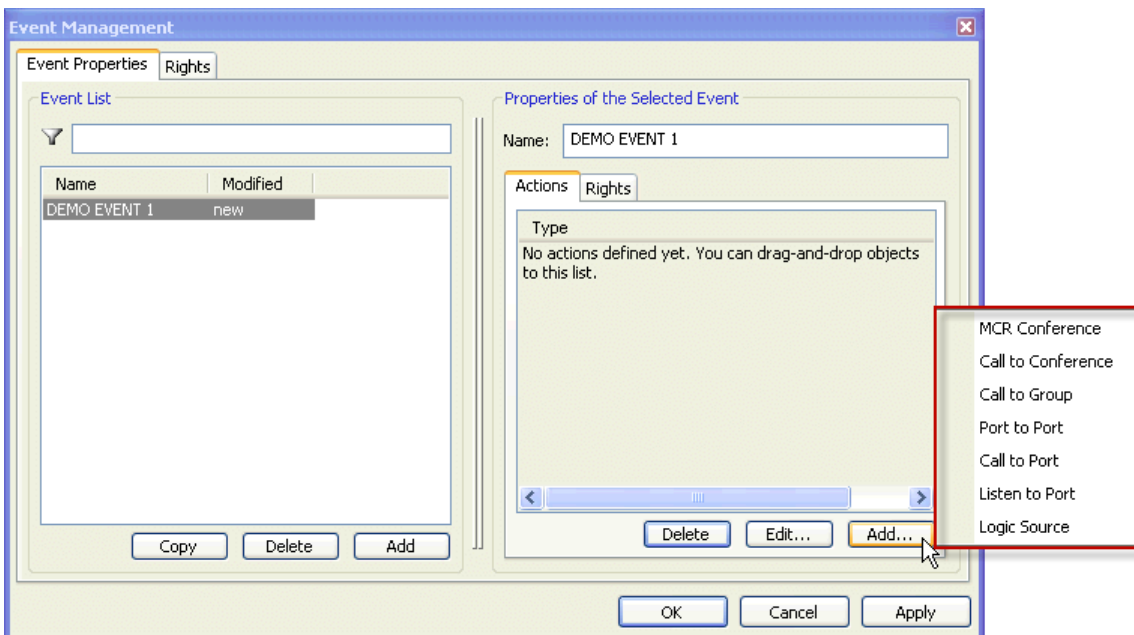 Event Management
Event Properties
Rights
Event List
Name
Modified
DEMO EVENT 1
new
Copy
Delete
Add
Properties of the Selected Event
Name:
DEMO EVENT 1
Actions
Rights
Type
No actions defined yet. You can drag-and-drop objects
to this list.
Delete
Edit...
Add...
MCR Conference
Call to Conference
Call to Group
Port to Port
Call to Port
Listen to Port
Logic Source
OK
Cancel
Apply